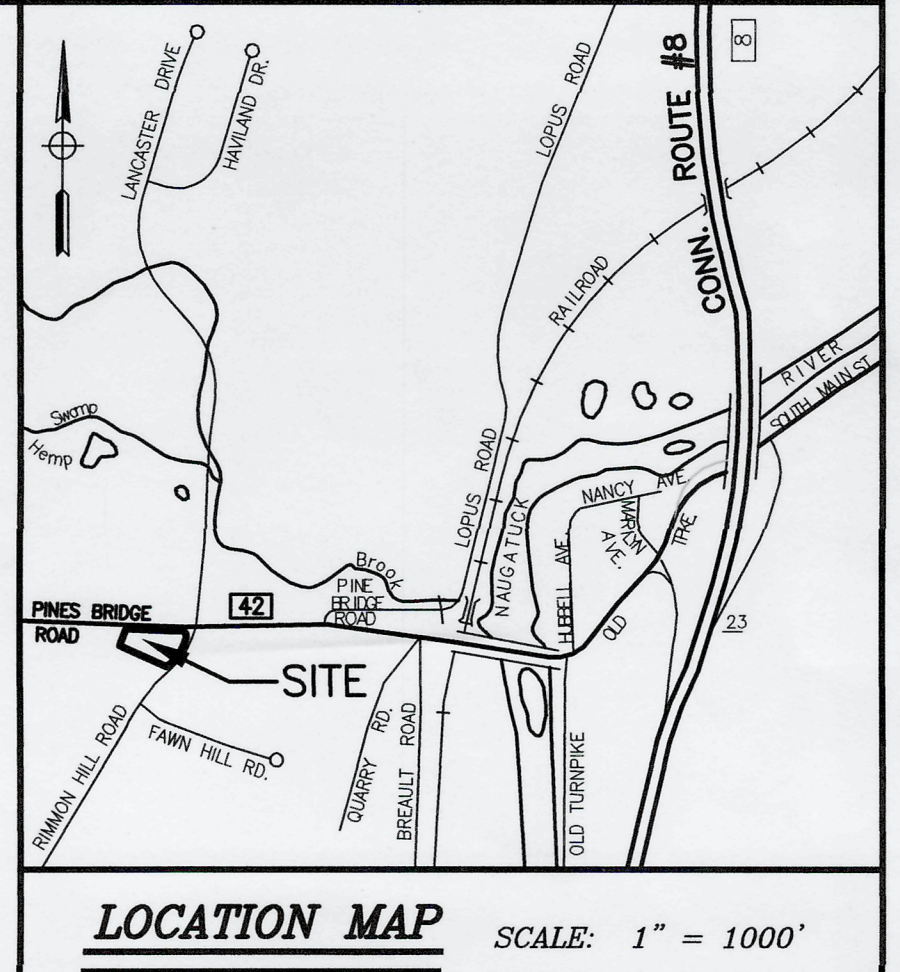 LANCASTER DRIVE
HAVILAND DR.
LOPUS ROAD
CONN. ROUTE #8
8
RAILROAD
RIVER
SOUTH MAIN ST.
Swamp
Hemp
LOPUS ROAD
NAUGATUCK
NANCY AVE.
MARLYN
AVE.
HUBBELL AVE.
OLD TPKE
23
Brook
PINE
BRIDGE
ROAD
42
PINES BRIDGE
ROAD
SITE
RIMMON HILL ROAD
FAWN HILL RD.
QUARRY RD.
BREAULT ROAD
OLD TURNPIKE
LOCATION MAP
SCALE: 1" = 1000'